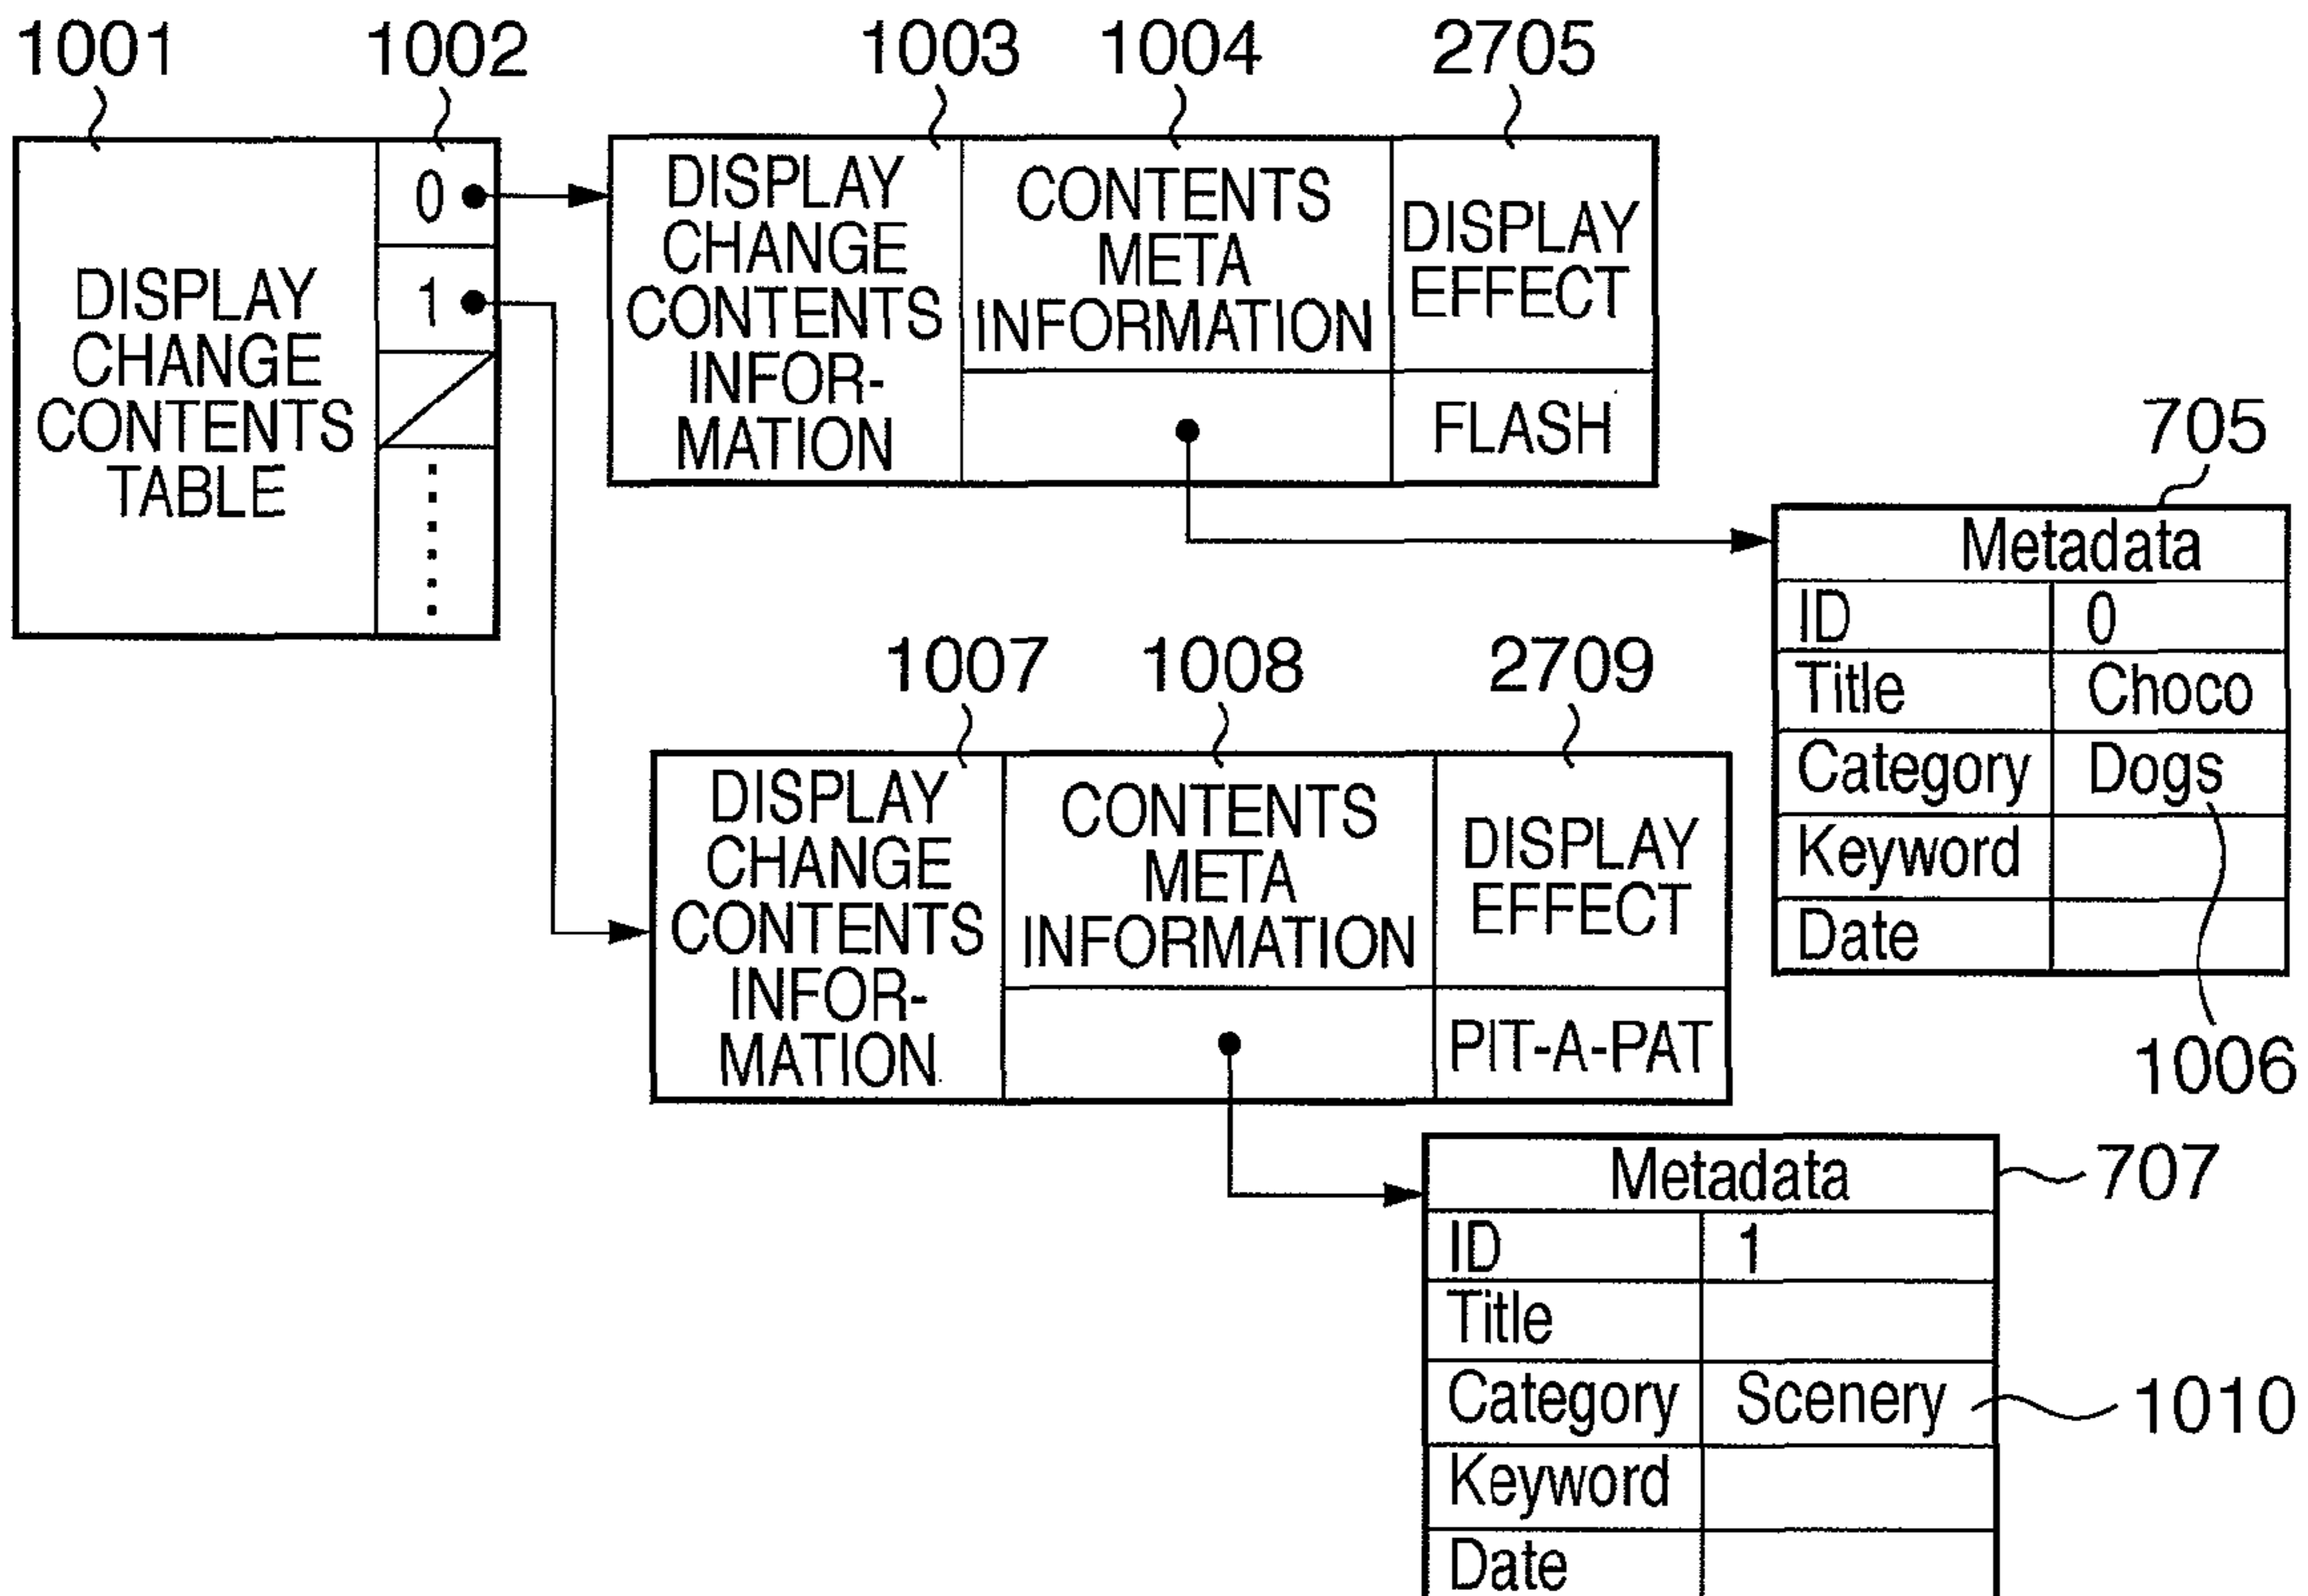 1001
1002
1003
1004
2705
DISPLAY
CHANGE
CONTENTS
TABLE
0
1
DISPLAY
CHANGE
CONTENTS
INFOR-
MATION
CONTENTS
META
INFORMATION
DISPLAY
EFFECT
FLASH
705
Metadada
ID 0
Title Choco
Category Dogs
Keyword
Date
1006
1007
1008
2709
DISPLAY
CHANGE
CONTENTS
INFOR-
MATION
CONTENTS
META
INFORMATION
DISPLAY
EFFECT
PIT-A-PAT
707
Metadada
ID 1
Title
Category Scenery
1010
Keyword
Date